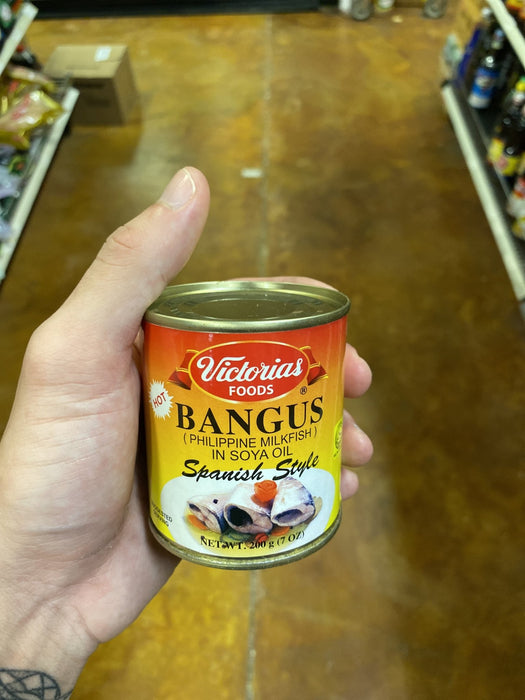 Victorias
FOODS
®
HOT
BANGUS
( PHILIPPINE MILKFISH )
IN SOYA OIL
Spanish Style
NET WT. 200 g (7 OZ)